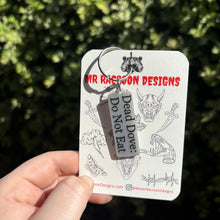 MR RACCOON DESIGNS
Dead Dove:
Do Not Eat